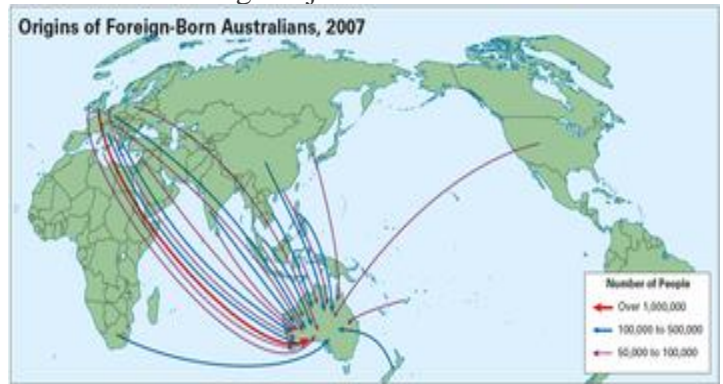 Origins of Foreign-Born Australians, 2007
Number of People
Over 1,000,000
100,000 to 500,000
50,000 to 100,000